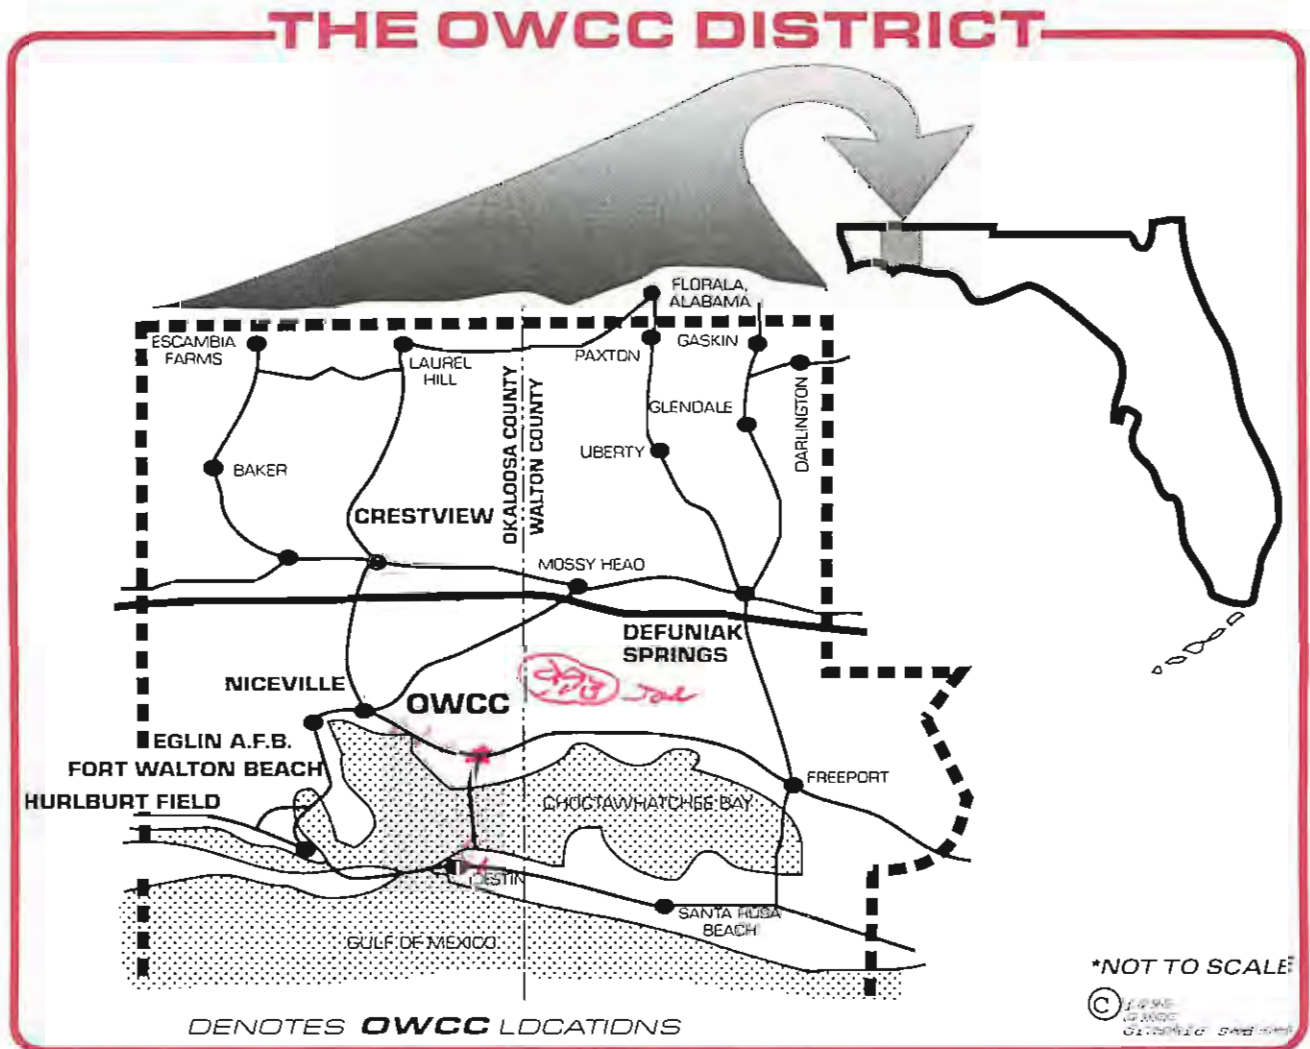 THE OWCC DISTRICT
FLORALA,
ALABAMA
ESCAMBIA
FARMS
LAUREL
HILL
PAXTON
GASKIN
DARLINGTON
GLENDALE
OKALOOSA COUNTY
WALTON COUNTY
UBERTY
BAKER
CRESTVIEW
MOSSY HEAO
DEFUNIAK
SPRINGS
NICEVILLE
OWCC
EGLIN A.F.B.
FORT WALTON BEACH
HURLBURT FIELD
CHOCTAWHATCHEE BAY
FREEPORT
DESTIN
SANTA ROSA
BEACH
GULF OF MEXICO
*NOT TO SCALE
©
DENOTES OWCC LOCATIONS